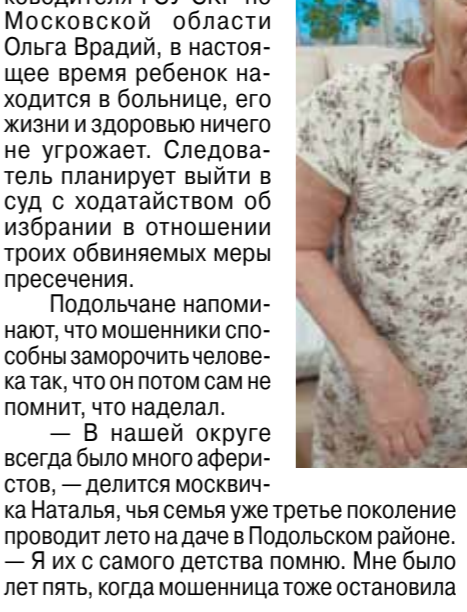 ководителя ГСУ СКР по
Московской области
Ольга Врадий, в настоя-
щее время ребенок на-
ходится в больнице, его
жизни и здоровью ничего
не угрожает. Следова-
тель планирует выйти в
суд с ходатайством об
избрании в отношении
троих обвиняемых меры
пресечения.
Подольчане напоми-
нают, что мошенники спо-
собны заморочить челове-
ка так, что он потом сам не
помнит, что наделал.
— В нашей округе
всегда было много афери-
стов, — делится москвич-
ка Наталья, чья семья уже третье поколение
проводит лето на даче в Подольском районе.
— Я их с самого детства помню. Мне было
лет пять, когда мошенница тоже остановила